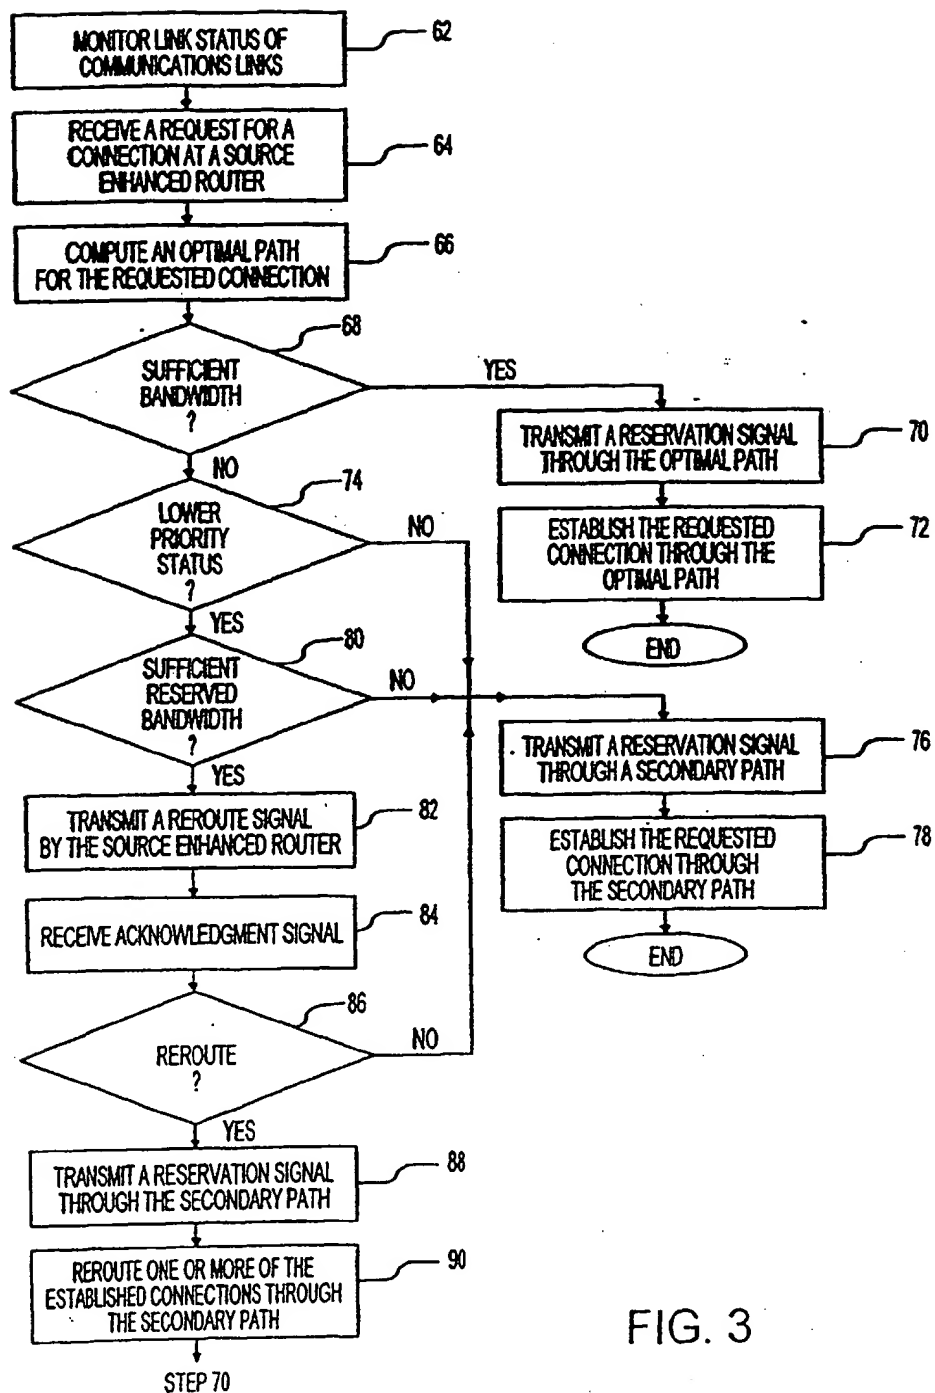 MONITOR LINK STATUS OF
COMMUNICATIONS LINKS
62
RECEIVE A REQUEST FOR A
CONNECTION AT A SOURCE
ENHANCED ROUTER
64
COMPUTE AN OPTIMAL PATH
FOR THE REQUESTED CONNECTION
66
68
SUFFICIENT
BANDWIDTH
?
YES
NO
TRANSMIT A RESERVATION SIGNAL
THROUGH THE OPTIMAL PATH
70
ESTABLISH THE REQUESTED
CONNECTION THROUGH THE
OPTIMAL PATH
72
END
74
LOWER
PRIORITY
STATUS
?
NO
YES
80
SUFFICIENT
RESERVED
BANDWIDTH
?
NO
YES
TRANSMIT A RESERVATION SIGNAL
THROUGH A SECONDARY PATH
76
ESTABLISH THE REQUESTED
CONNECTION THROUGH
THE SECONDARY PATH
78
END
TRANSMIT A REROUTE SIGNAL
BY THE SOURCE ENHANCED ROUTER
82
RECEIVE ACKNOWLEDGMENT SIGNAL
84
86
REROUTE
?
NO
YES
TRANSMIT A RESERVATION SIGNAL
THROUGH THE SECONDARY PATH
88
REROUTE ONE OR MORE OF THE
ESTABLISHED CONNECTIONS THROUGH
THE SECONDARY PATH
90
STEP 70
FIG. 3